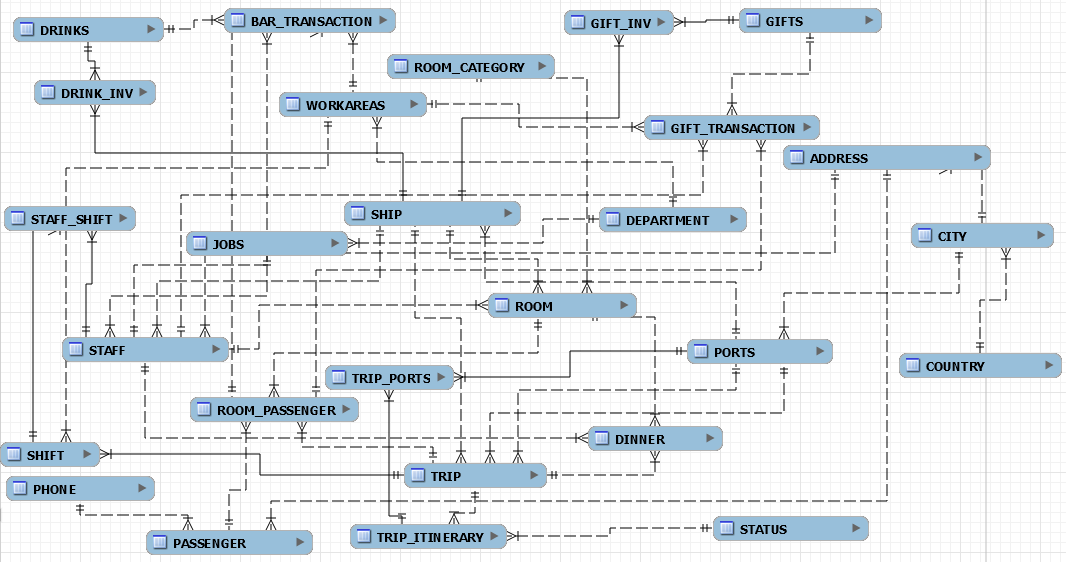 DRINKS
BAR_TRANSACTION
GIFT_INV
GIFTS
ROOM_CATEGORY
DRINK_INV
WORKAREAS
GIFT_TRANSACTION
ADDRESS
STAFF_SHIFT
SHIP
DEPARTMENT
JOBS
CITY
ROOM
STAFF
PORTS
COUNTRY
TRIP_PORTS
ROOM_PASSENGER
DINNER
SHIFT
TRIP
PHONE
PASSENGER
TRIP_ITINERARY
STATUS